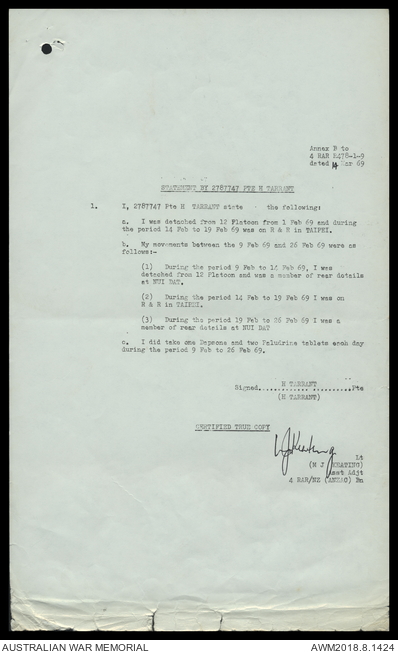 Annex B to
4 RAR R478-1-9
dated 14 Mar 69
STATEMENT BY 2787747 PTE H TARRANT
1. I, 2787747 Pte H TARRANT state the following:
a. I was detached from 12 Platoon from 1 Feb 69 and during
the period 14 Feb to 19 Feb 69 was on R & R in TAIPEI.
b. My movements between the 9 Feb 69 and 26 Feb 69 were as
follows:-
(1) During the period 9 Feb to 14 Feb 69, I was
detached from 12 Platoon and was a member of rear details
at NUI DAT.
(2) During the period 14 Feb to 19 Feb 69 I was on
R & R in TAIPEI.
(3) During the period 19 Feb to 26 Feb 69 I was a
member of rear details at NUI DAT
c. I did take one Dapsone and two Paludrine tablets each day
during the period 9 Feb to 26 Feb 69.
Signed....H TARRANT....Pte
(H TARRANT)
CERTIFIED TRUE COPY
Lt
(M J KEATING)
Asst Adjt
4 RAR/NZ (ANZAC) Bn
AUSTRALIAN WAR MEMORIAL
AWM2018.8.1424